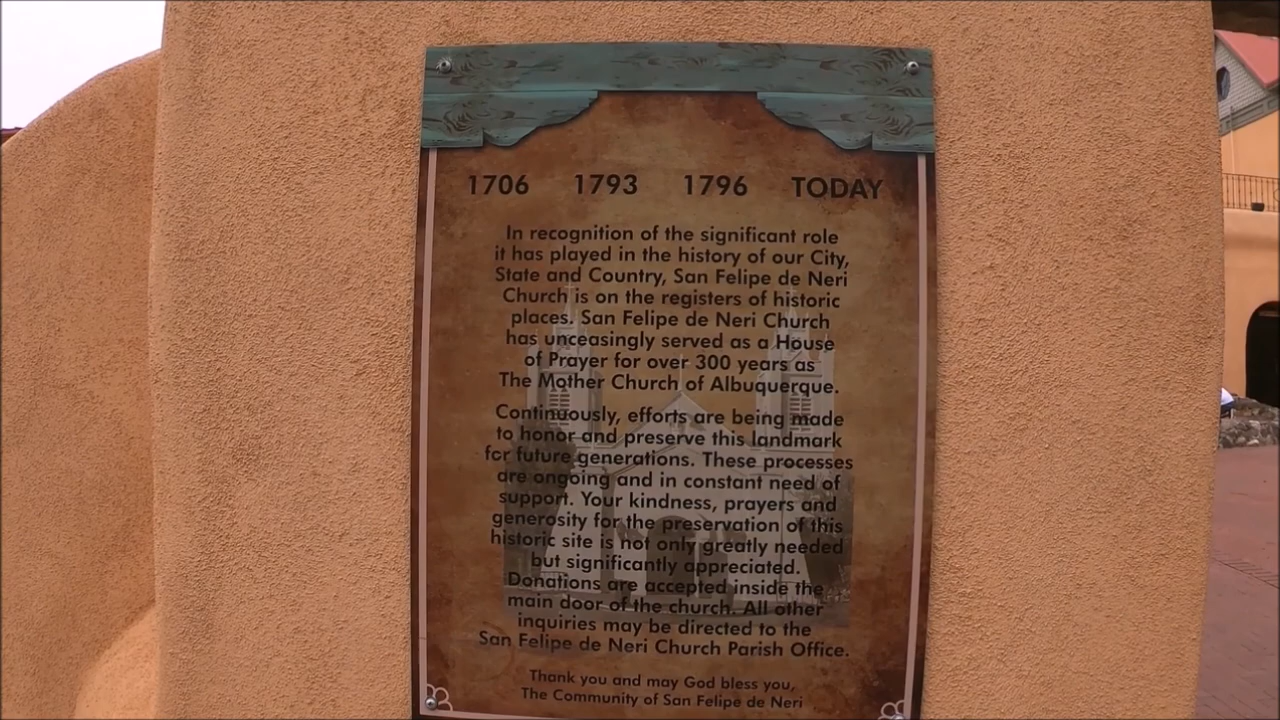 1706 1793 1796 TODAY
In recognition of the significant role
it has played in the history of our City,
State and Country, San Felipe de Neri
Church is on the registers of historic
places. San Felipe de Neri Church
has unceasingly served as a House
of Prayer for over 300 years as
The Mother Church of Albuquerque.
Continuously, efforts are being made
to honor and preserve this landmark
for future generations. These processes
are ongoing and in constant need of
support. Your kindness, prayers and
generosity for the preservation of this
historic site is not only greatly needed
but significantly appreciated.
Donations are accepted inside the
main door of the church. All other
inquiries may be directed to the
San Felipe de Neri Church Parish Office.
Thank you and may God bless you,
The Community of San Felipe de Neri